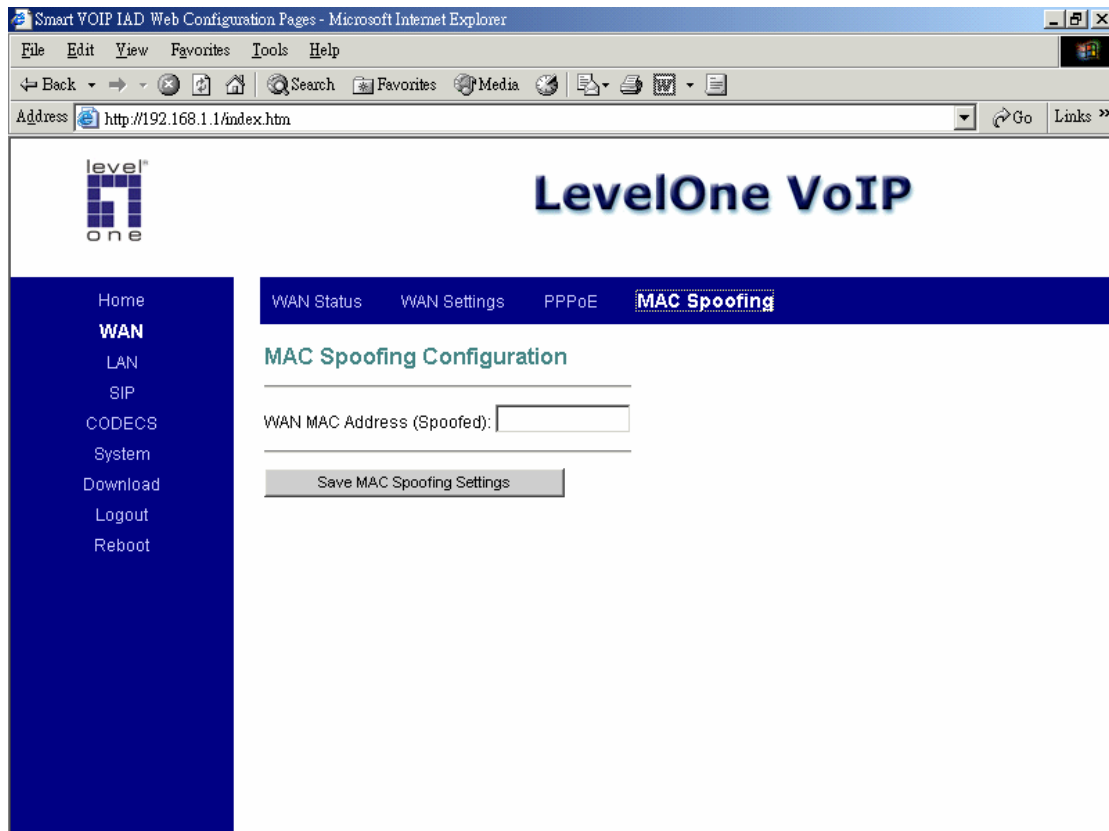 Smart VOIP IAD Web Configuration Pages - Microsoft Internet Explorer
File Edit View Favorites Tools Help
Back Search Favorites Media
Address http://192.168.1.1/index.htm Go Links »
level one
LevelOne VoIP
Home
WAN
LAN
SIP
CODECS
System
Download
Logout
Reboot
WAN Status WAN Settings PPPoE MAC Spoofing
MAC Spoofing Configuration
WAN MAC Address (Spoofed):
Save MAC Spoofing Settings